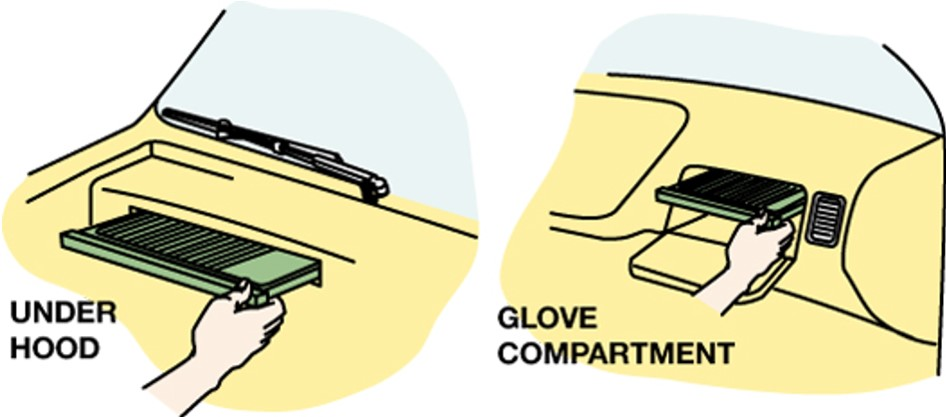 UNDER
HOOD
GLOVE
COMPARTMENT